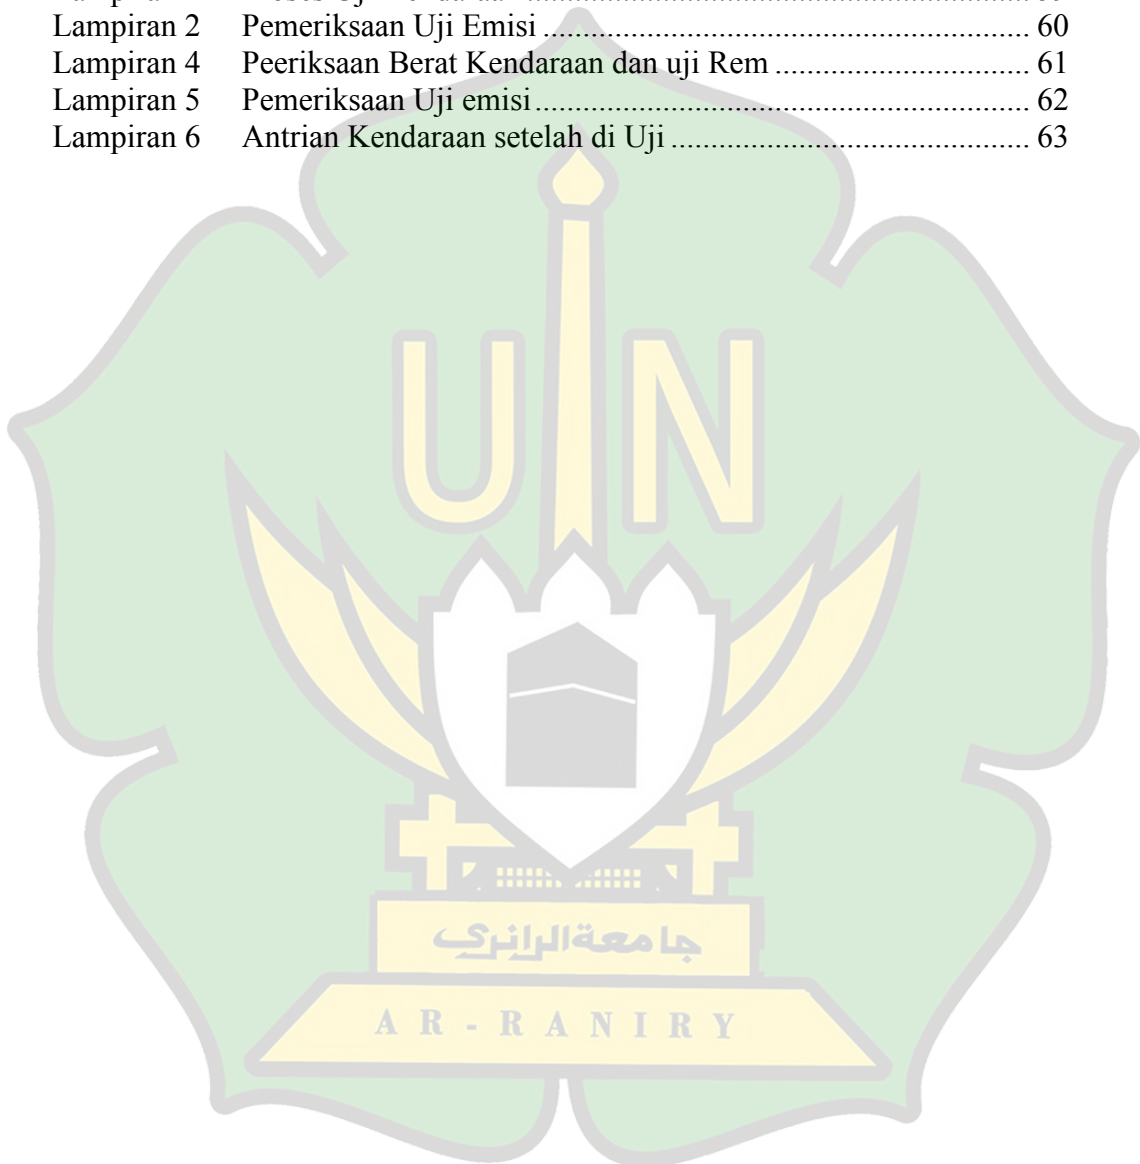 Lampiran 2 Pemeriksaan Uji Emisi ..................................................... 60
Lampiran 4 Peeriksaan Berat Kendaraan dan uji Rem ........................... 61
Lampiran 5 Pemeriksaan Uji emisi ..................................................... 62
Lampiran 6 Antrian Kendaraan setelah di Uji ...................................... 63
UIN
جامعة الرانري
AR-RANIRY